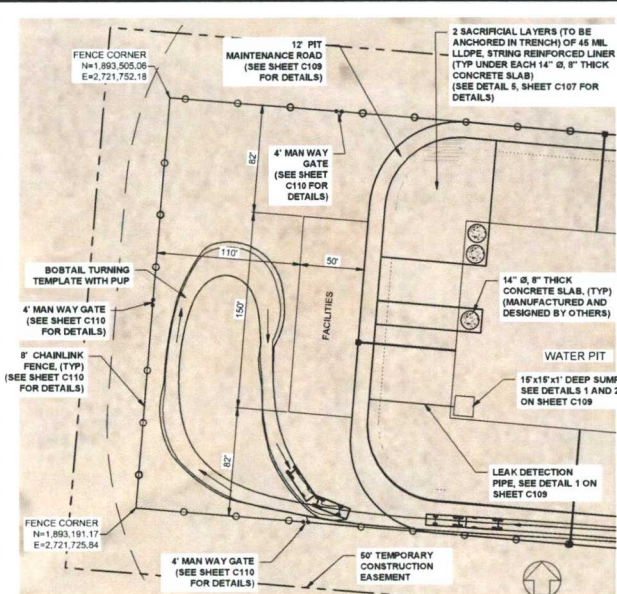 FENCE CORNER
N=1,893,505.06
E=2,721,752.18
12' PIT
MAINTENANCE ROAD
(SEE SHEET C109
FOR DETAILS)
2 SACRIFICIAL LAYERS (TO BE
ANCHORED IN TRENCH) OF 45 MIL
LLDPE, STRING REINFORCED LINER
(TYP UNDER EACH 14" Ø, 8" THICK
CONCRETE SLAB)
(SEE DETAIL 5, SHEET C107 FOR
DETAILS)
82'
4' MAN WAY
GATE
(SEE SHEET
C110 FOR
DETAILS)
110'
50'
BOBTAIL TURNING
TEMPLATE WITH PUP
150'
FACILITIES
14" Ø, 8" THICK
CONCRETE SLAB, (TYP)
(MANUFACTURED AND
DESIGNED BY OTHERS)
4' MAN WAY GATE
(SEE SHEET C110
FOR DETAILS)
8' CHAINLINK
FENCE, (TYP)
(SEE SHEET C110
FOR DETAILS)
WATER PIT
15'x15'x1' DEEP SUMP
SEE DETAILS 1 AND 2
ON SHEET C109
82'
LEAK DETECTION
PIPE, SEE DETAIL 1 ON
SHEET C109
FENCE CORNER
N=1,893,191.17
E=2,721,725.84
4' MAN WAY GATE
(SEE SHEET C110
FOR DETAILS)
50' TEMPORARY
CONSTRUCTION
EASEMENT